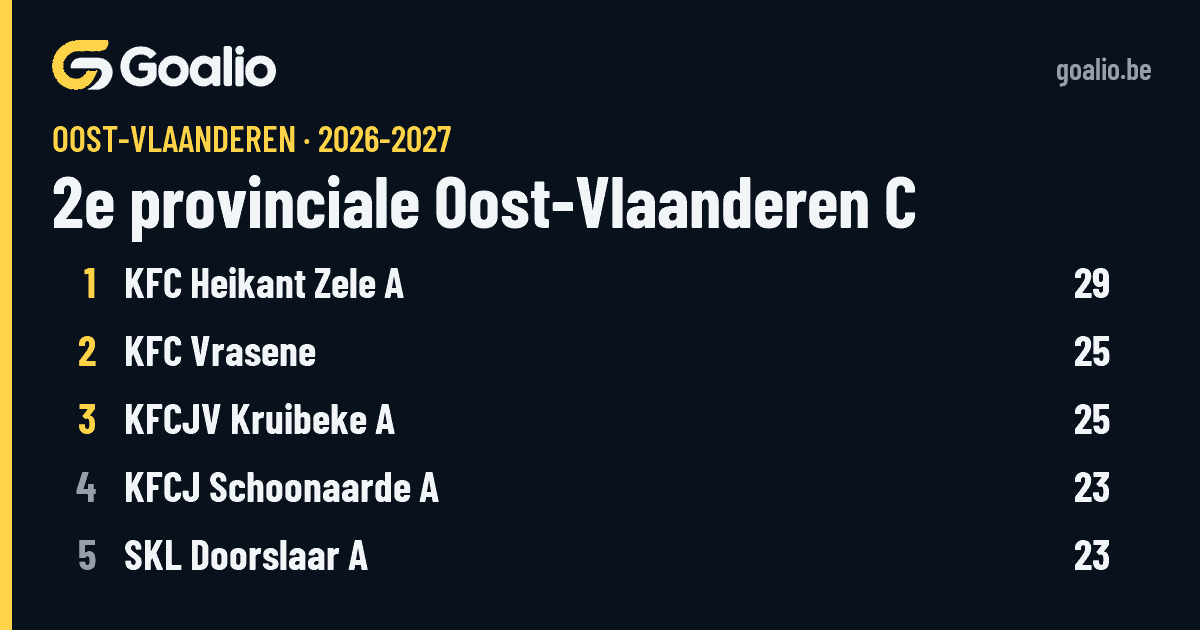 Goalio
goalio.be
OOST-VLAANDEREN · 2026-2027
2e provinciale Oost-Vlaanderen C
1 KFC Heikant Zele A 29
2 KFC Vrasene 25
3 KFCJV Kruibeke A 25
4 KFCJ Schoonaarde A 23
5 SKL Doorslaar A 23